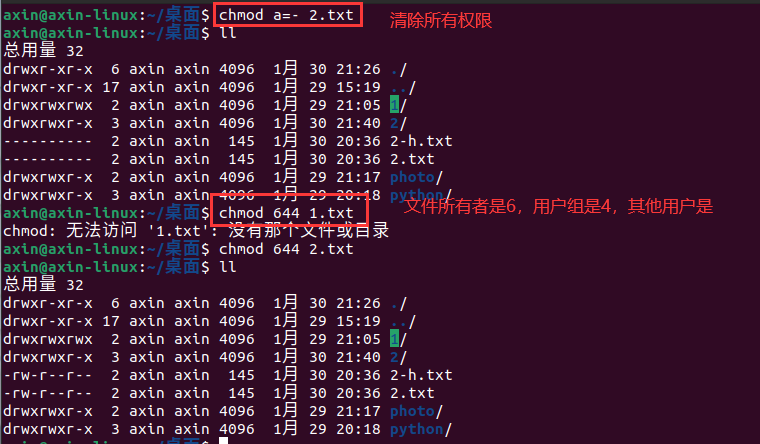 axin@axin-linux:~/桌面$ chmod a=- 2.txt
清除所有权限
axin@axin-linux:~/桌面$ ll
总用量 32
drwxr-xr-x  6 axin axin 4096  1月 30 21:26 ./
drwxr-xr-x 17 axin axin 4096  1月 29 15:19 ../
drwxrwxrwx  2 axin axin 4096  1月 29 21:05 1/
drwxrwxr-x  3 axin axin 4096  1月 30 21:40 2/
----------  2 axin axin  145  1月 30 20:36 2-h.txt
----------  2 axin axin  145  1月 30 20:36 2.txt
drwxrwxr-x  2 axin axin 4096  1月 29 21:17 photo/
drwxrwxr-x  3 axin axin 4096  1月 30 20:18 python/
axin@axin-linux:~/桌面$ chmod 644 1.txt
文件所有者是6，用户组是4，其他用户是
chmod: 无法访问 '1.txt': 没有那个文件或目录
axin@axin-linux:~/桌面$ chmod 644 2.txt
axin@axin-linux:~/桌面$ ll
总用量 32
drwxr-xr-x  6 axin axin 4096  1月 30 21:26 ./
drwxr-xr-x 17 axin axin 4096  1月 29 15:19 ../
drwxrwxrwx  2 axin axin 4096  1月 29 21:05 1/
drwxrwxr-x  3 axin axin 4096  1月 30 21:40 2/
-rw-r--r--  2 axin axin  145  1月 30 20:36 2-h.txt
-rw-r--r--  2 axin axin  145  1月 30 20:36 2.txt
drwxrwxr-x  2 axin axin 4096  1月 29 21:17 photo/
drwxrwxr-x  3 axin axin 4096  1月 30 20:18 python/
axin@axin-linux:~/桌面$